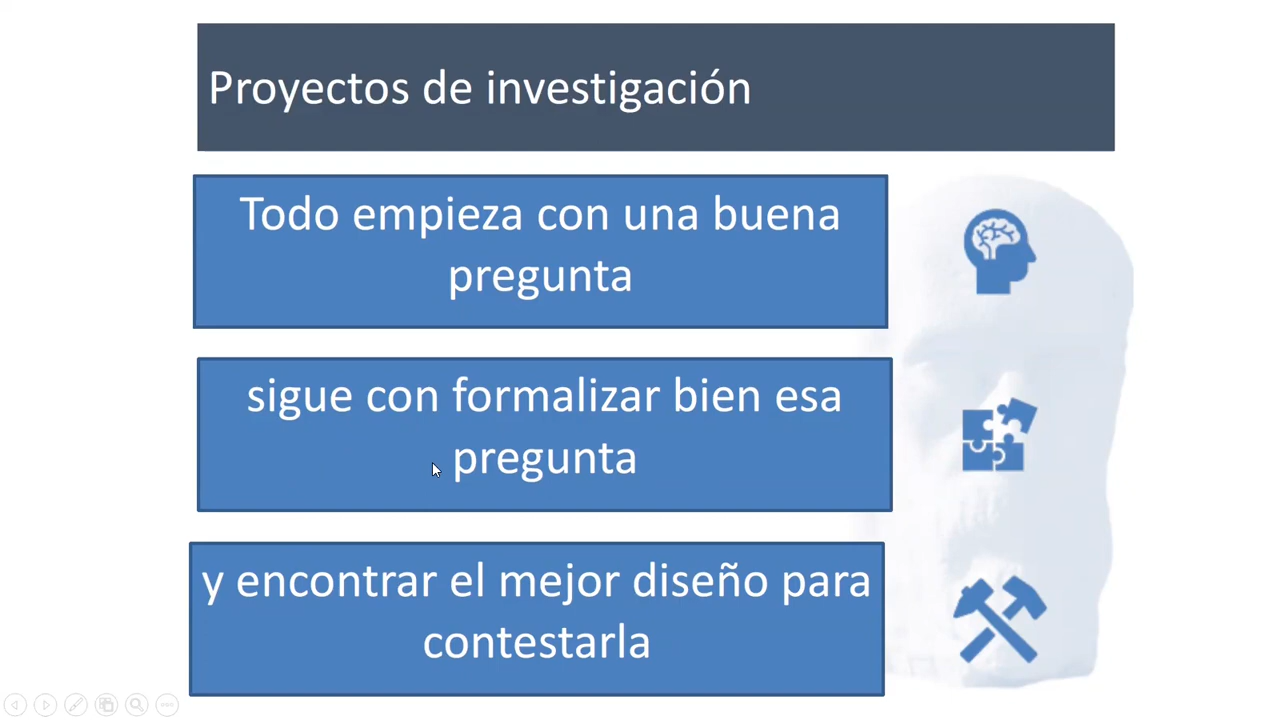 Proyectos de investigación
Todo empieza con una buena
pregunta
sigue con formalizar bien esa
pregunta
y encontrar el mejor diseño para
contestarla